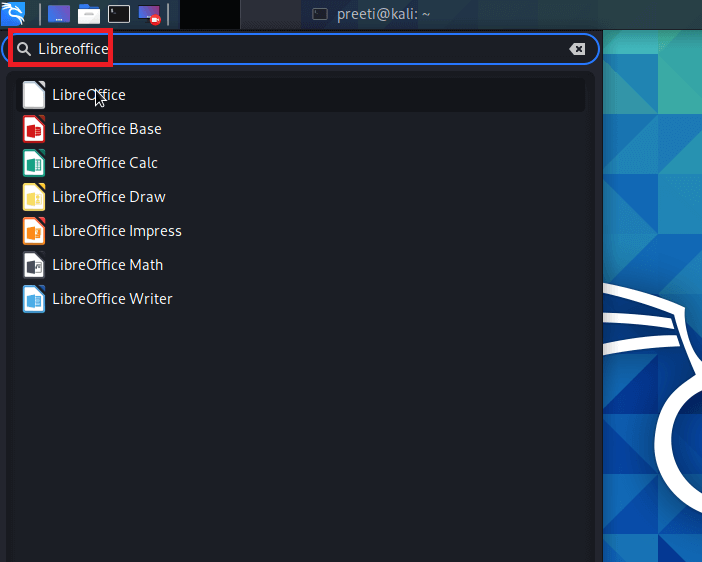 preeti@kali: ~
Libreoffice
LibreOffice
LibreOffice Base
LibreOffice Calc
LibreOffice Draw
LibreOffice Impress
LibreOffice Math
LibreOffice Writer